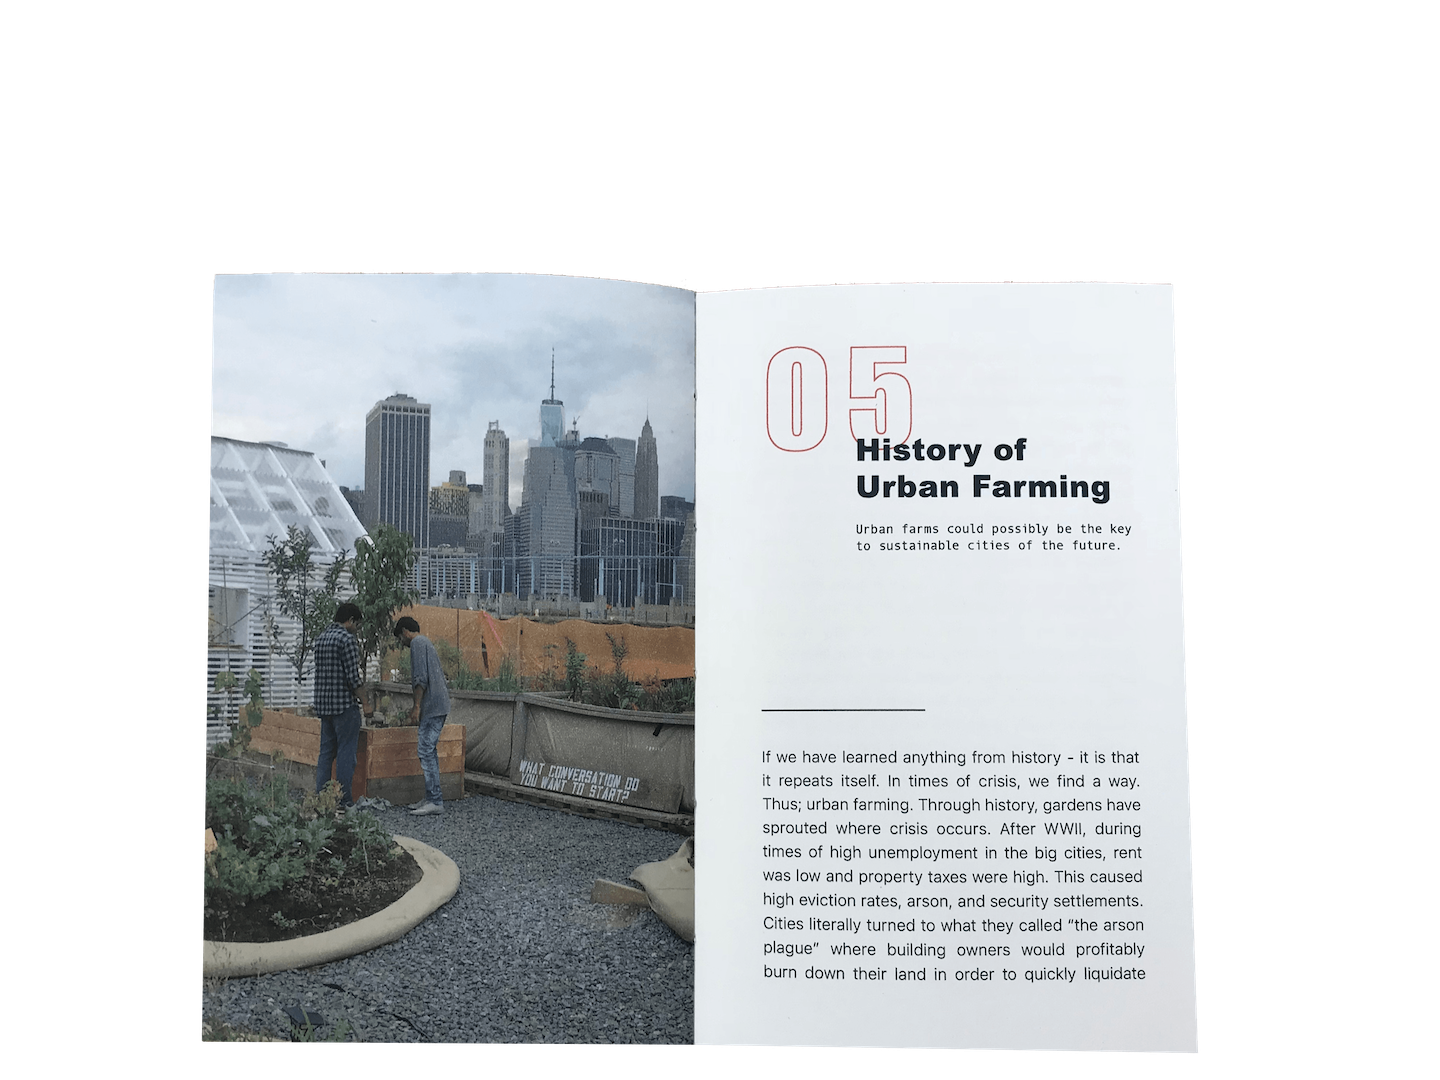 WHAT CONVERSATION DO
YOU WANT TO START?
05
History of
Urban Farming
Urban farms could possibly be the key
to sustainable cities of the future.
If we have learned anything from history - it is that
it repeats itself. In times of crisis, we find a way.
Thus; urban farming. Through history, gardens have
sprouted where crisis occurs. After WWII, during
times of high unemployment in the big cities, rent
was low and property taxes were high. This caused
high eviction rates, arson, and security settlements.
Cities literally turned to what they called “the arson
plague” where building owners would profitably
burn down their land in order to quickly liquidate